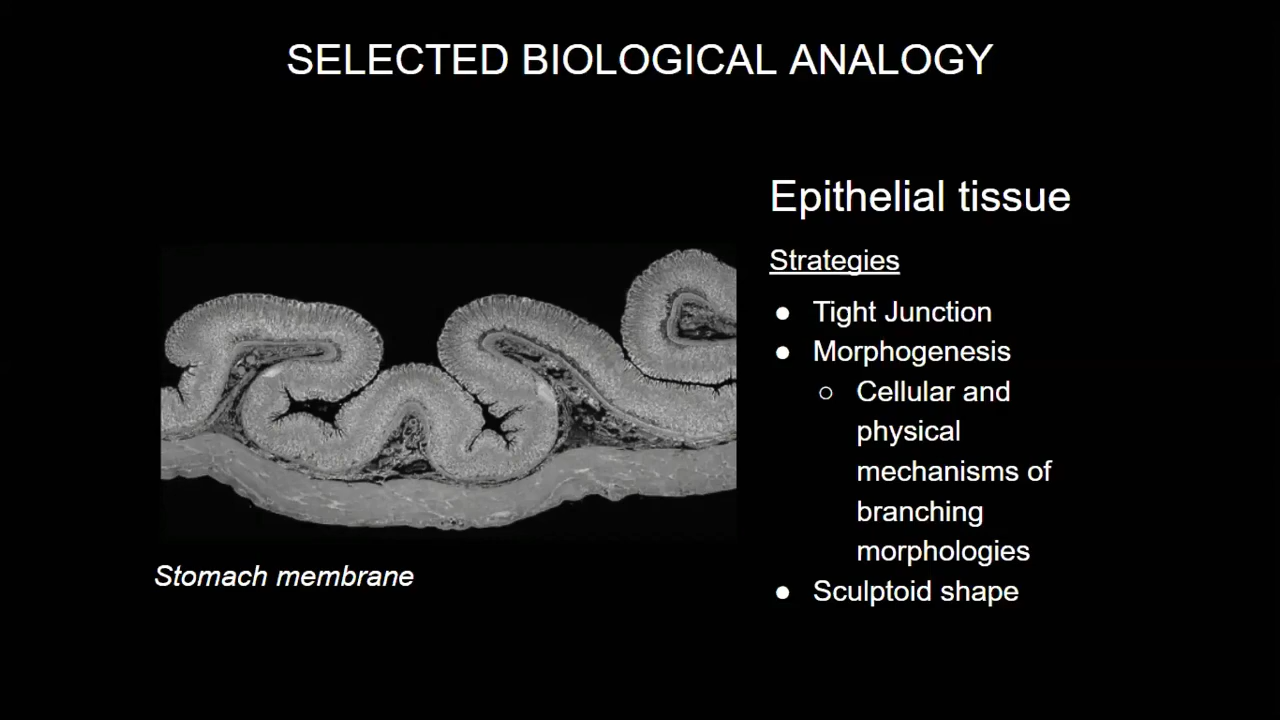 SELECTED BIOLOGICAL ANALOGY
Epithelial tissue
Strategies
● Tight Junction
● Morphogenesis
○ Cellular and
physical
mechanisms of
branching
morphologies
● Sculptoid shape
Stomach membrane